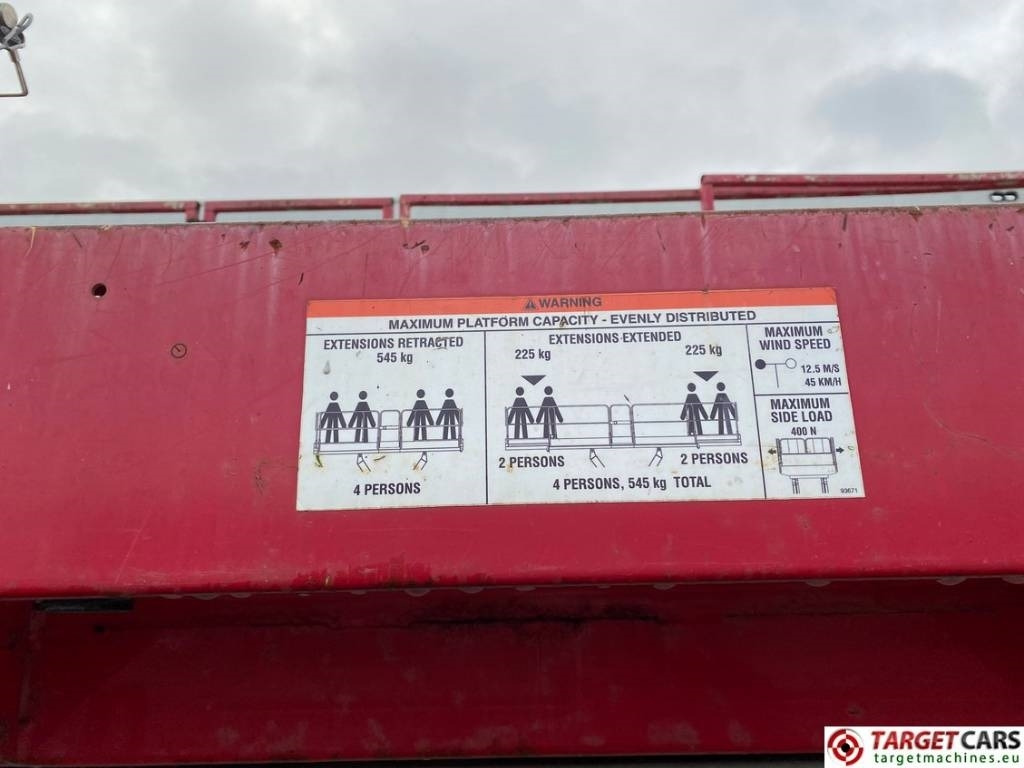 WARNING
MAXIMUM PLATFORM CAPACITY - EVENLY DISTRIBUTED
EXTENSIONS RETRACTED
545 kg
4 PERSONS
EXTENSIONS EXTENDED
225 kg 225 kg
2 PERSONS 2 PERSONS
4 PERSONS, 545 kg TOTAL
MAXIMUM
WIND SPEED
12.5 M/S
45 KM/H
MAXIMUM
SIDE LOAD
400 N
93671
TARGETCARS
targetmachines.eu